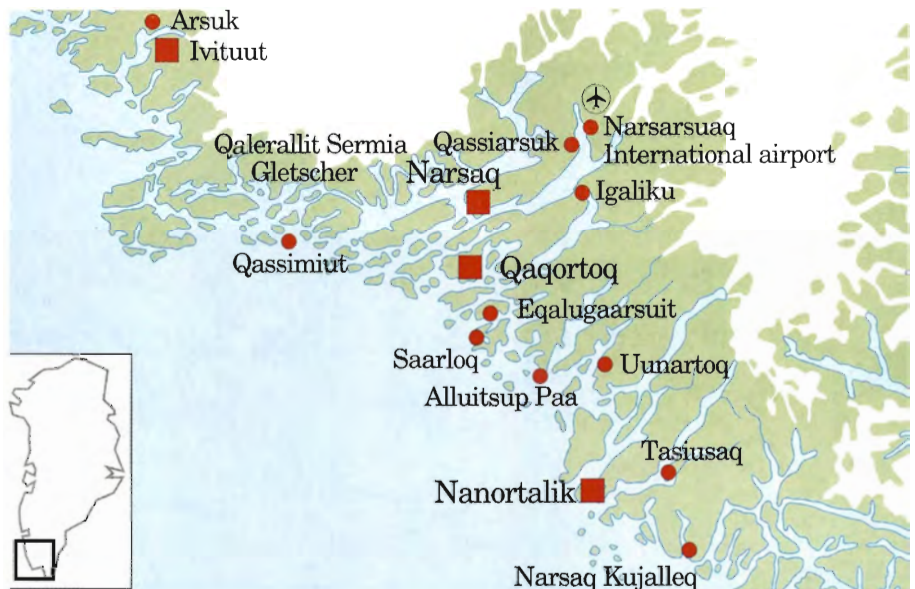 Arsuk
Ivituut
Qalerallit Sermia
Gletscher
Qassiarsuk
Narsarsuaq
International airport
Narsaq
Igaliku
Qassimiut
Qaqortoq
Eqalugaarsuit
Saarloq
Uunartoq
Alluitsup Paa
Tasiusaq
Nanortalik
Narsaq Kujalleq